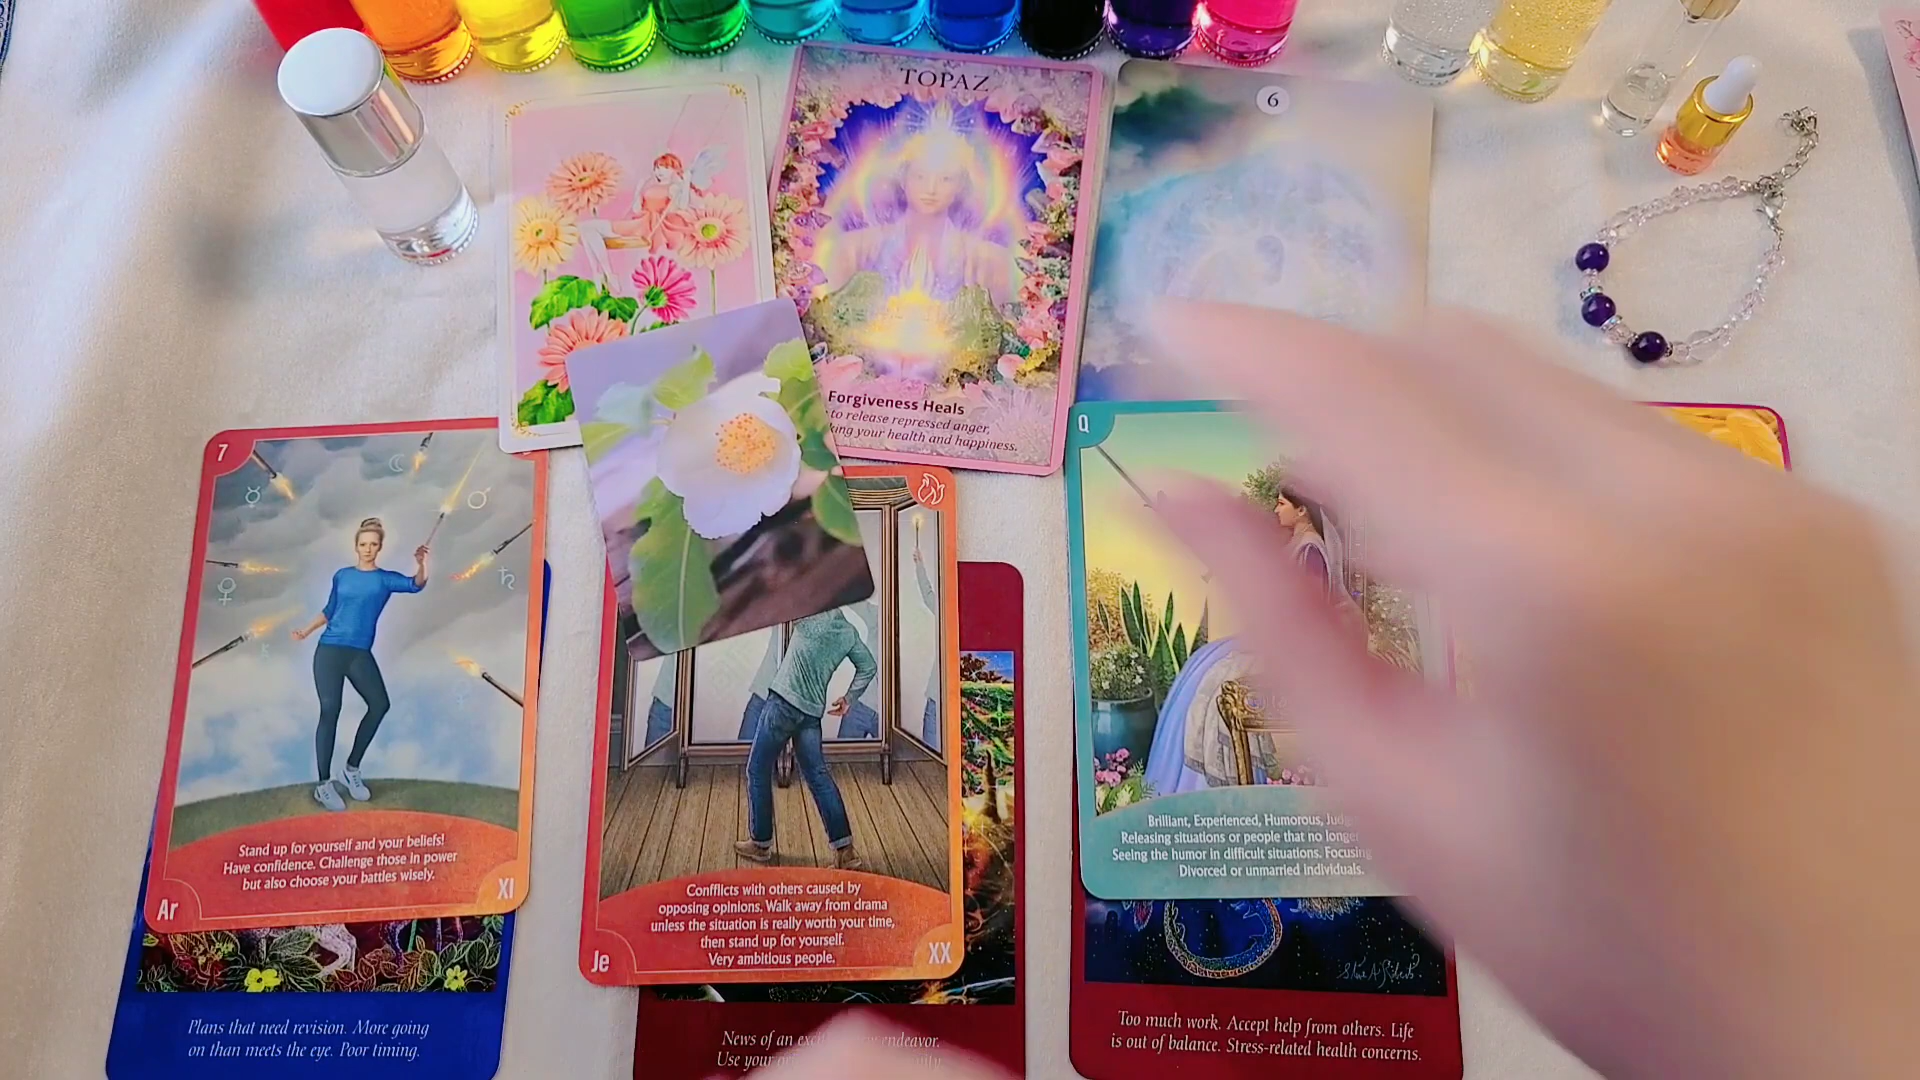 TOPAZ
6
Forgiveness Heals
to release repressed anger,
your health and happiness.
7
Stand up for yourself and your beliefs!
Have confidence. Challenge those in power
but also choose your battles wisely.
Ar
XI
Conflicts with others caused by
opposing opinions. Walk away from drama
unless the situation is really worth your time,
then stand up for yourself.
Very ambitious people.
Je
XX
Q
Brilliant, Experienced, Humorous,
Releasing situations or people that no longer
Seeing the humor in difficult situations. Focusing
Divorced or unmarried individuals.
Plans that need revision. More going
on than meets the eye. Poor timing.
News of an endeavor.
Use your
Too much work. Accept help from others. Life
is out of balance. Stress-related health concerns.